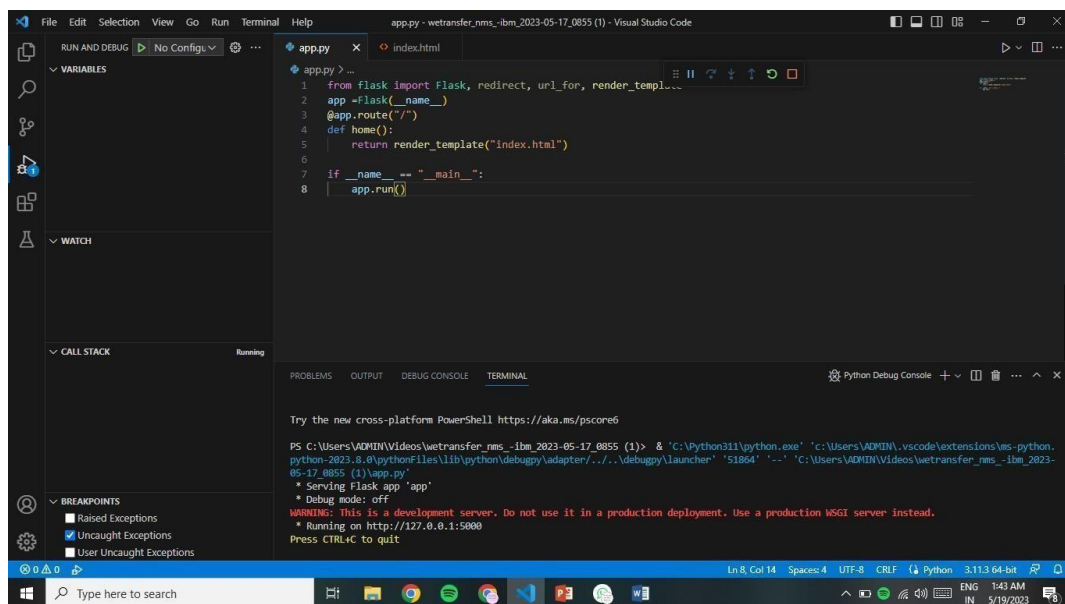 File Edit Selection View Go Run Terminal Help
app.py - wetransfer_nms_-ibm_2023-05-17_0855 (1) - Visual Studio Code
RUN AND DEBUG No Configu
VARIABLES
WATCH
CALL STACK Running
BREAKPOINTS
Raised Exceptions
Uncaught Exceptions
User Uncaught Exceptions
app.py index.html
app.py > ...
1 from flask import Flask, redirect, url_for, render_template
2 app =Flask(__name__)
3 @app.route("/")
4 def home():
5 return render_template("index.html")
6
7 if __name__ == "__main__":
8 app.run()
PROBLEMS OUTPUT DEBUG CONSOLE TERMINAL
Python Debug Console
Try the new cross-platform PowerShell https://aka.ms/pscore6
PS C:\Users\ADMIN\Videos\wetransfer_nms_-ibm_2023-05-17_0855 (1)> & 'C:\Python311\python.exe' 'c:\Users\ADMIN\.vscode\extensions\ms-python.
python-2023.8.0\pythonFiles\lib\python\debugpy\adapter/../..\debugpy\launcher' '51864' '--' 'C:\Users\ADMIN\Videos\wetransfer_nms_-ibm_2023-
05-17_0855 (1)\app.py'
* Serving Flask app 'app'
* Debug mode: off
WARNING: This is a development server. Do not use it in a production deployment. Use a production WSGI server instead.
* Running on http://127.0.0.1:5000
Press CTRL+C to quit
0 0 Ln 8, Col 14 Spaces: 4 UTF-8 CRLF Python 3.11.3 64-bit
Type here to search
ENG 1:43 AM
IN 5/19/2023